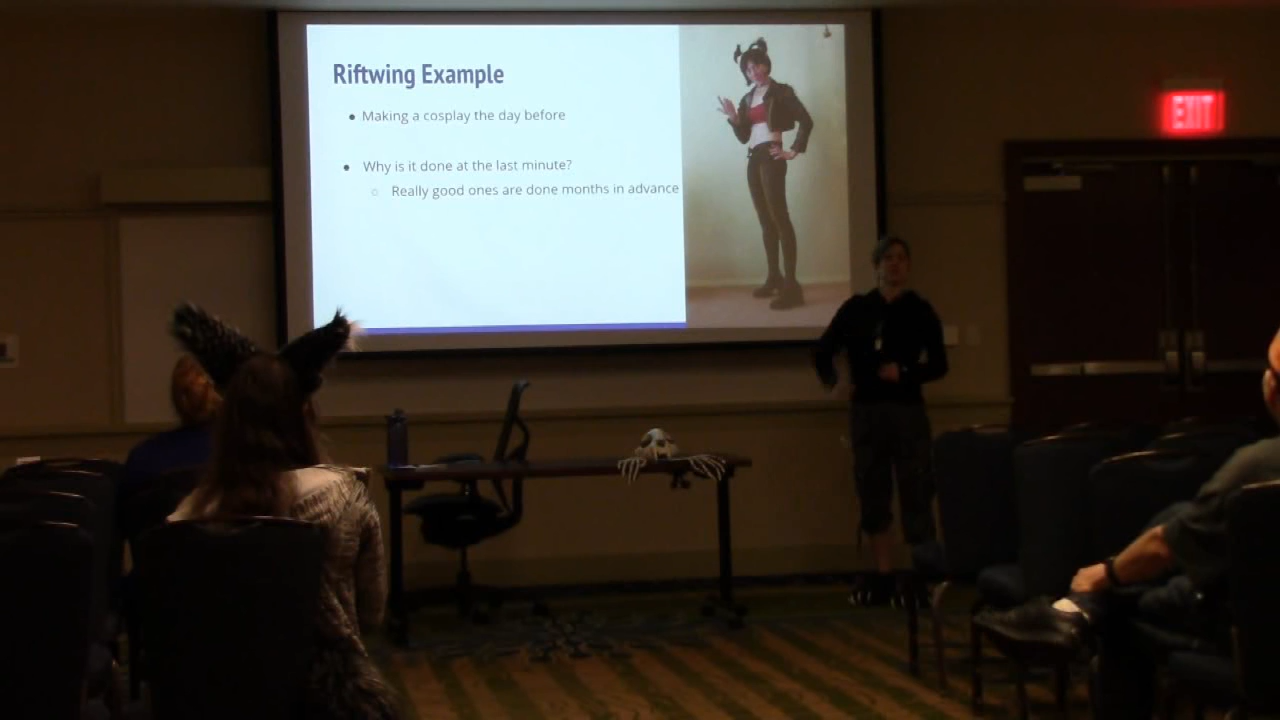 Riftwing Example
● Making a cosplay the day before
● Why is it done at the last minute?
○ Really good ones are done months in advance
EXIT